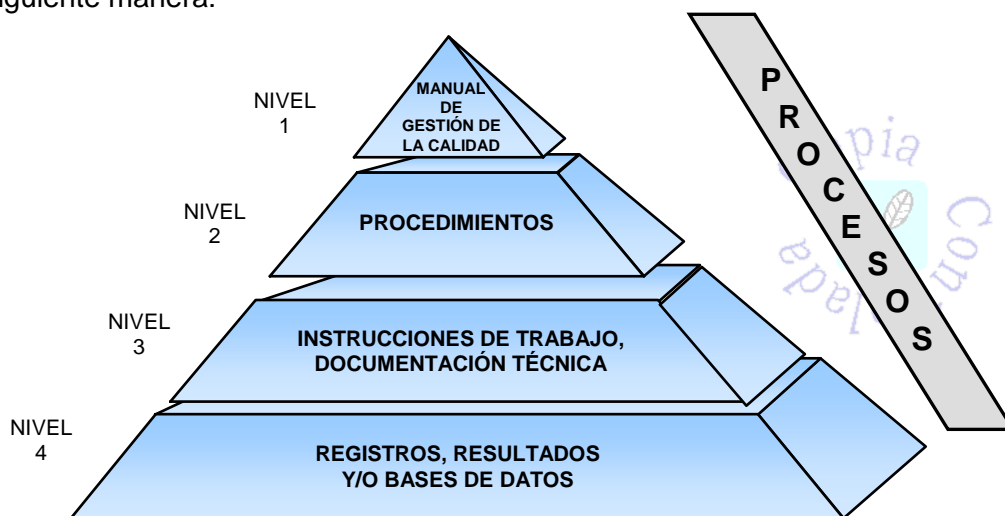 siguiente manera:
NIVEL
1
MANUAL
DE
GESTIÓN DE
LA CALIDAD
NIVEL
2
PROCEDIMIENTOS
NIVEL
3
INSTRUCCIONES DE TRABAJO,
DOCUMENTACIÓN TÉCNICA
NIVEL
4
REGISTROS, RESULTADOS
Y/O BASES DE DATOS
PROCESOS